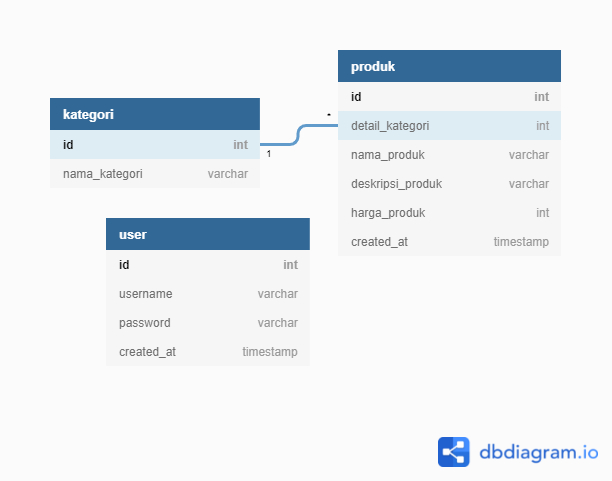 kategori
id int
nama_kategori varchar
1
*
produk
id int
detail_kategori int
nama_produk varchar
deskripsi_produk varchar
harga_produk int
created_at timestamp
user
id int
username varchar
password varchar
created_at timestamp
dbdiagram.io